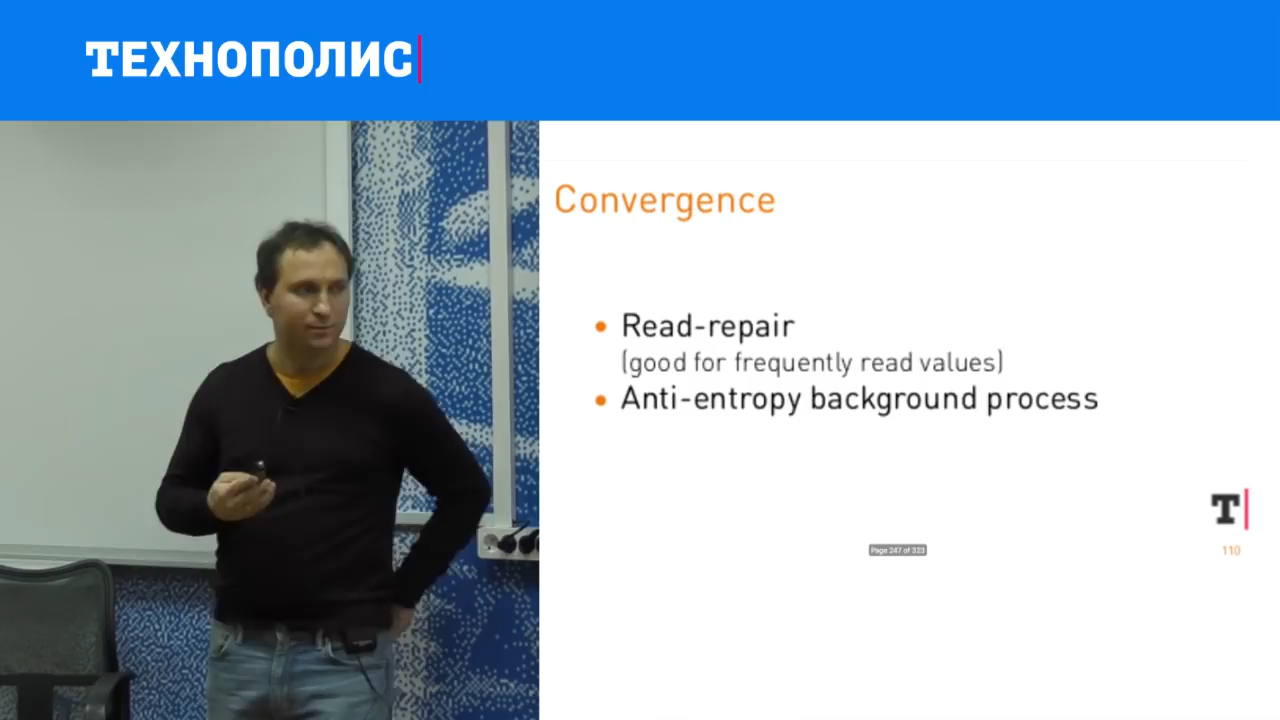 ТЕХНОПОЛИС
Convergence
• Read-repair
(good for frequently read values)
• Anti-entropy background process
T
Page 247 of 323
110